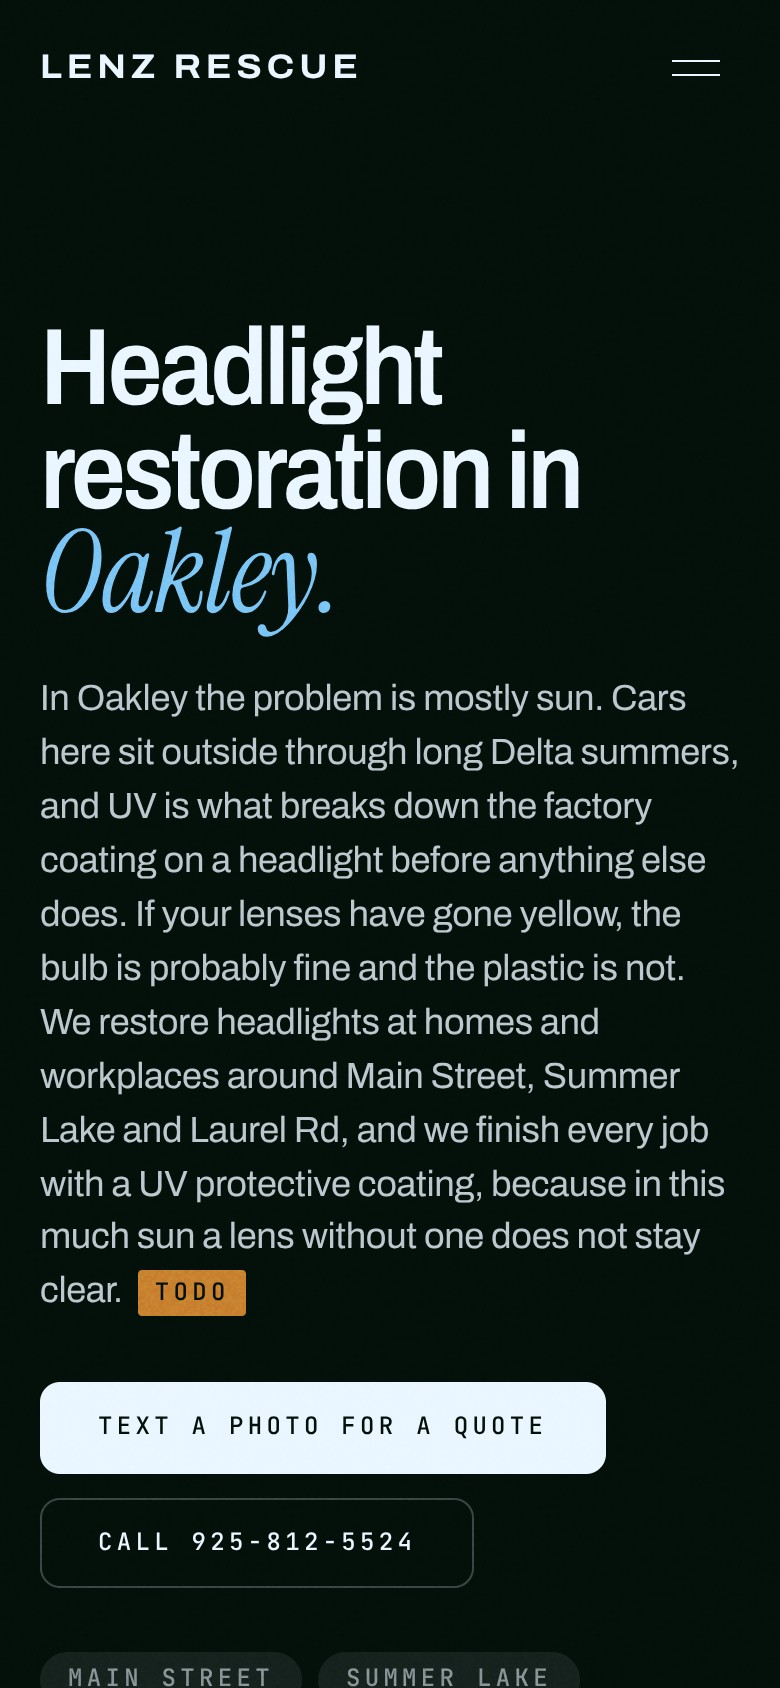 LENZ RESCUE
Headlight
restoration in
Oakley.
In Oakley the problem is mostly sun. Cars
here sit outside through long Delta summers,
and UV is what breaks down the factory
coating on a headlight before anything else
does. If your lenses have gone yellow, the
bulb is probably fine and the plastic is not.
We restore headlights at homes and
workplaces around Main Street, Summer
Lake and Laurel Rd, and we finish every job
with a UV protective coating, because in this
much sun a lens without one does not stay
clear. TODO
TEXT A PHOTO FOR A QUOTE
CALL 925-812-5524
MAIN STREET SUMMER LAKE